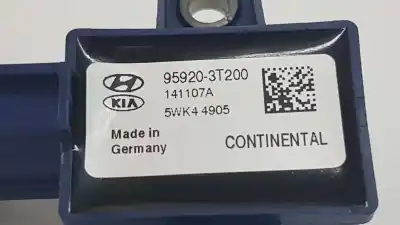 95920-3T200
141107A
KIA
5WK4 4905
Made in
Germany
CONTINENTAL